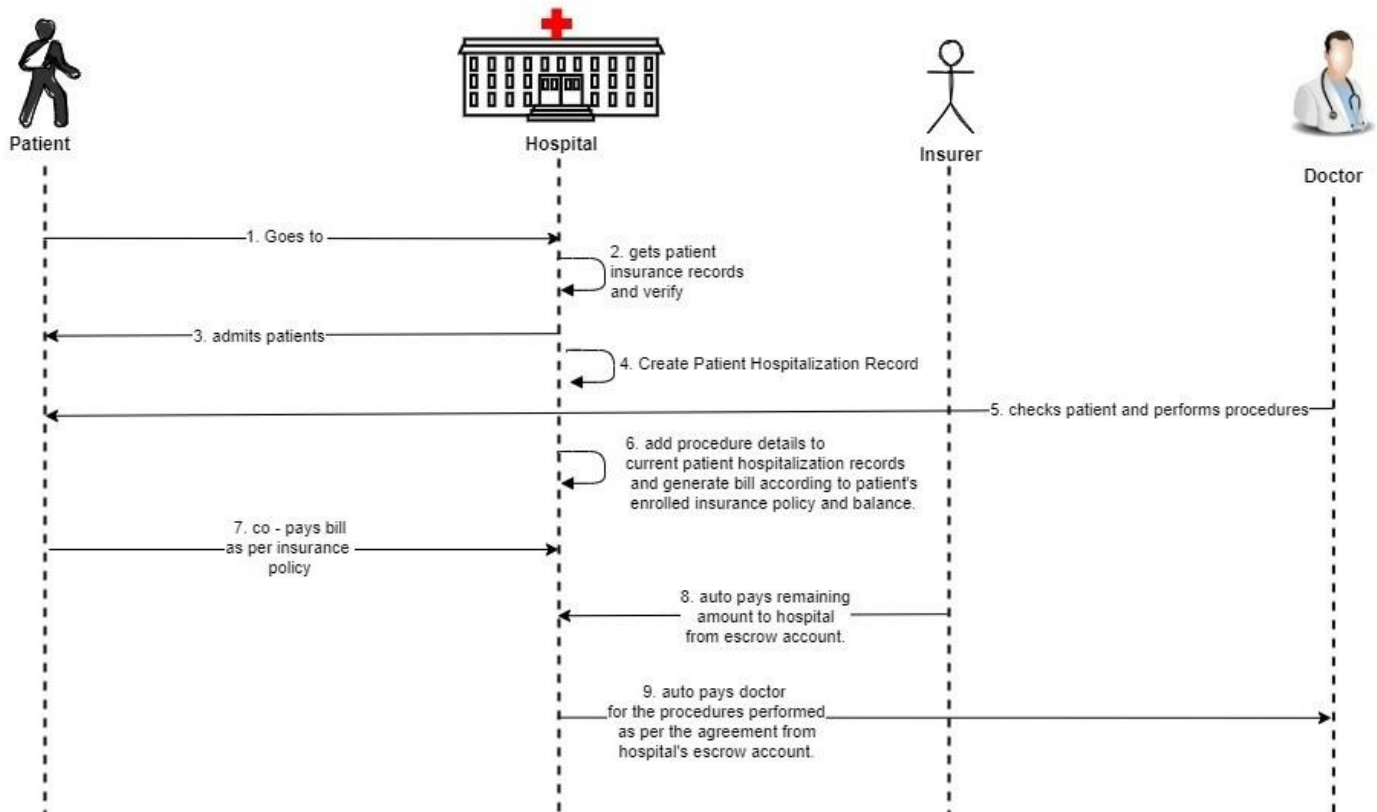 Patient
Hospital
Insurer
Doctor
1. Goes to
2. gets patient
insurance records
and verify
3. admits patients
4. Create Patient Hospitalization Record
5. checks patient and performs procedures
6. add procedure details to
current patient hospitalization records
and generate bill according to patient's
enrolled insurance policy and balance.
7. co - pays bill
as per insurance
policy
8. auto pays remaining
amount to hospital
from escrow account.
9. auto pays doctor
for the procedures performed
as per the agreement from
hospital's escrow account.